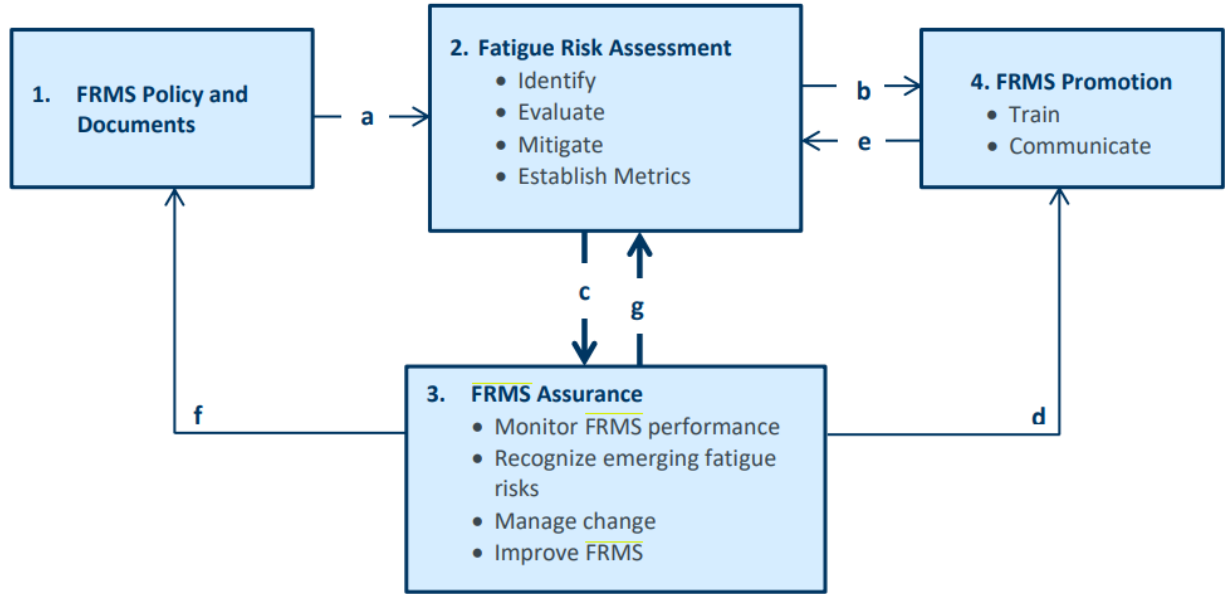 1. FRMS Policy and
Documents
a
2. Fatigue Risk Assessment
• Identify
• Evaluate
• Mitigate
• Establish Metrics
b
e
4. FRMS Promotion
• Train
• Communicate
c
g
3. FRMS Assurance
• Monitor FRMS performance
• Recognize emerging fatigue
risks
• Manage change
• Improve FRMS
f
d